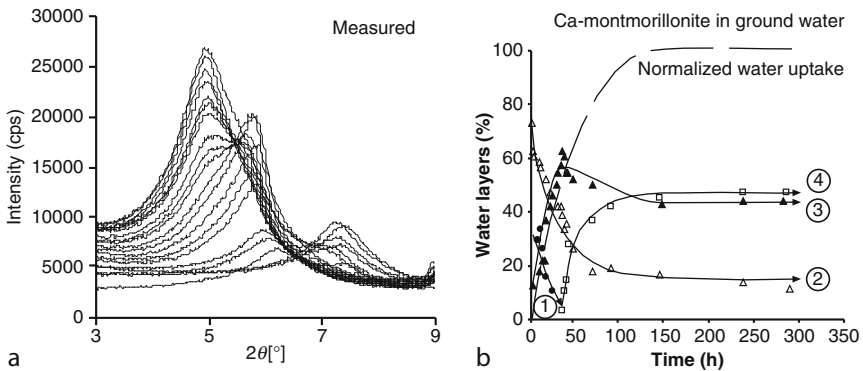 Measured
30000
25000
20000
15000
10000
5000
0
Intensity (cps)
3 5 7 9
2θ[°]
a
Ca-montmorillonite in ground water
Normalized water uptake
100
80
60
40
20
0
Water layers (%)
1
4
3
2
0 50 100 150 200 250 300 350
Time (h)
b